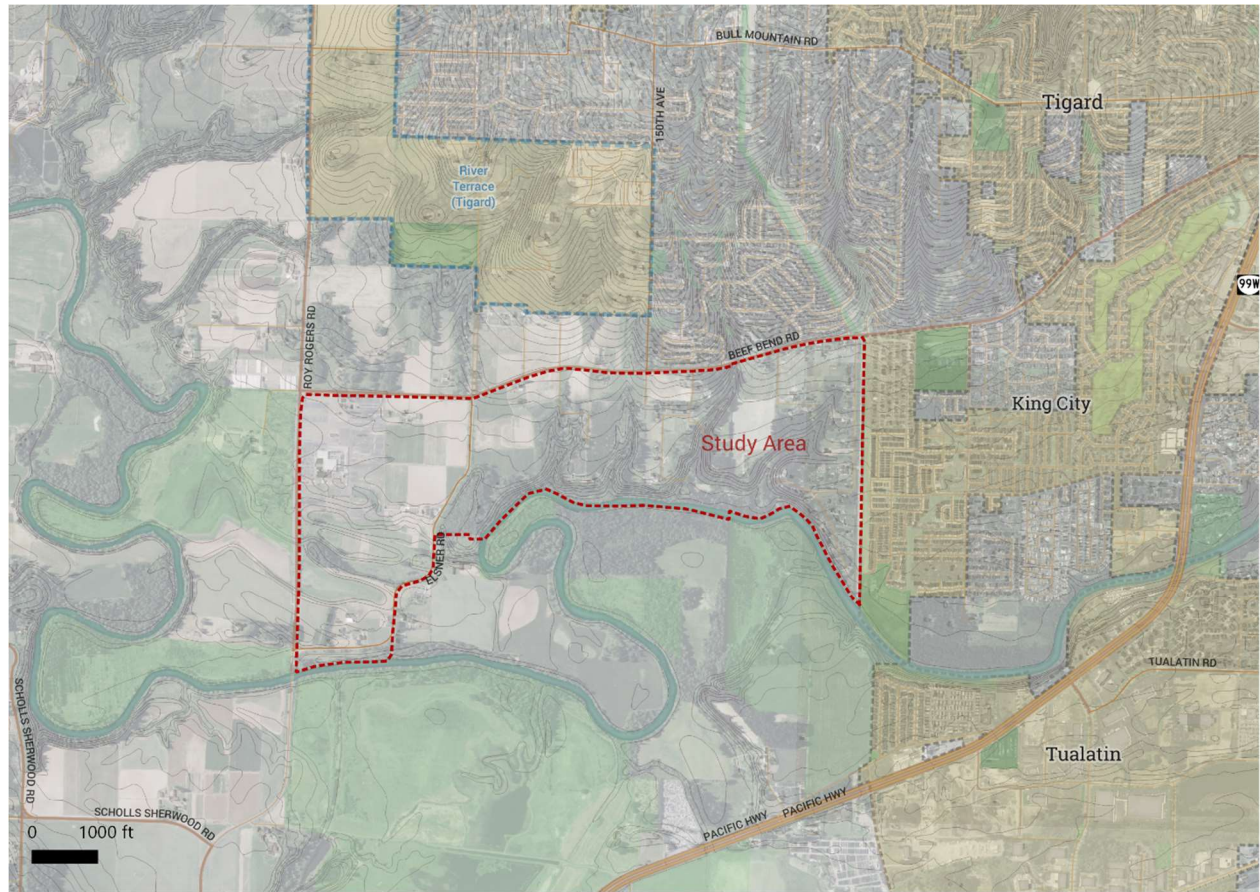 BULL MOUNTAIN RD
Tigard
150TH AVE
River
Terrace
(Tigard)
99W
ROY ROGERS RD
BEEF BEND RD
King City
Study Area
ELSNER RD
TUALATIN RD
SCHOLLS SHERWOOD RD
Tualatin
PACIFIC HWY
PACIFIC HWY
SCHOLLS SHERWOOD RD
0 1000 ft